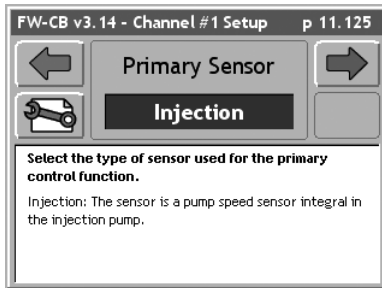 FW-CB v3.14 - Channel #1 Setup p 11.125
Primary Sensor
Injection
Select the type of sensor used for the primary
control function.
Injection: The sensor is a pump speed sensor integral in
the injection pump.